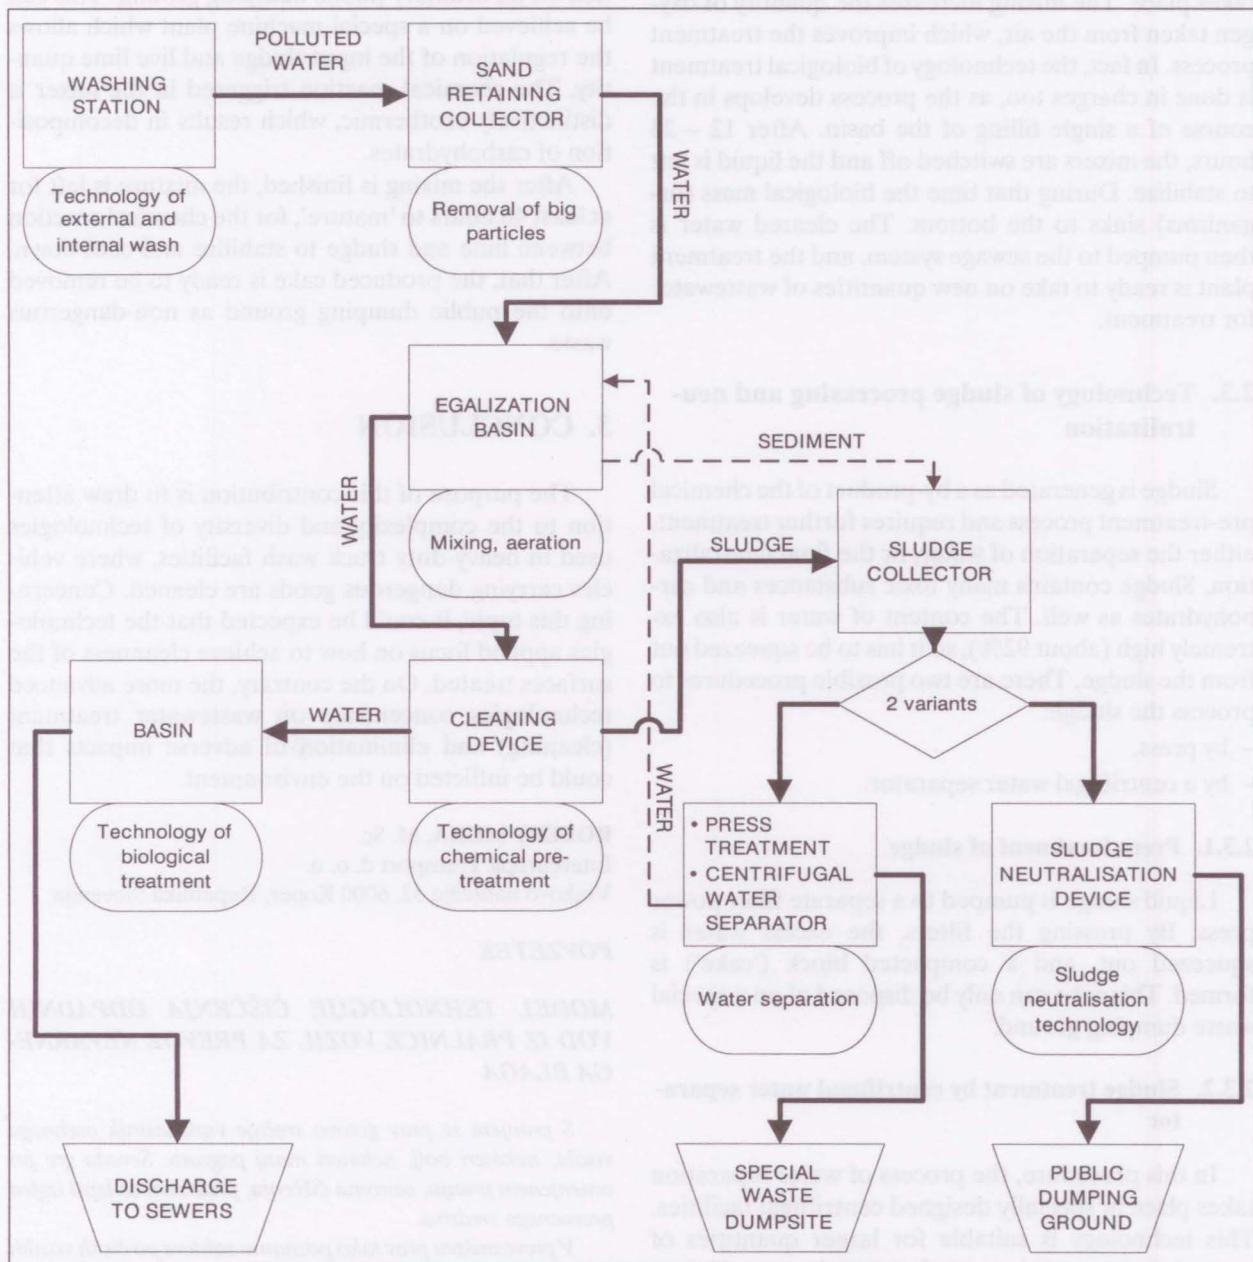 POLLUTED
WATER
WASHING
STATION
SAND
RETAINING
COLLECTOR
WATER
Technology of
external and
internal wash
Removal of big
particles
EGALIZATION
BASIN
SEDIMENT
WATER
Mixing, aeration
SLUDGE
SLUDGE
COLLECTOR
2 variants
WATER
BASIN
CLEANING
DEVICE
WATER
Technology of
biological
treatment
Technology of
chemical pre-
treatment
• PRESS
TREATMENT
• CENTRIFUGAL
WATER
SEPARATOR
SLUDGE
NEUTRALISATION
DEVICE
Water separation
Sludge
neutralisation
technology
DISCHARGE
TO SEWERS
SPECIAL
WASTE
DUMPSITE
PUBLIC
DUMPING
GROUND